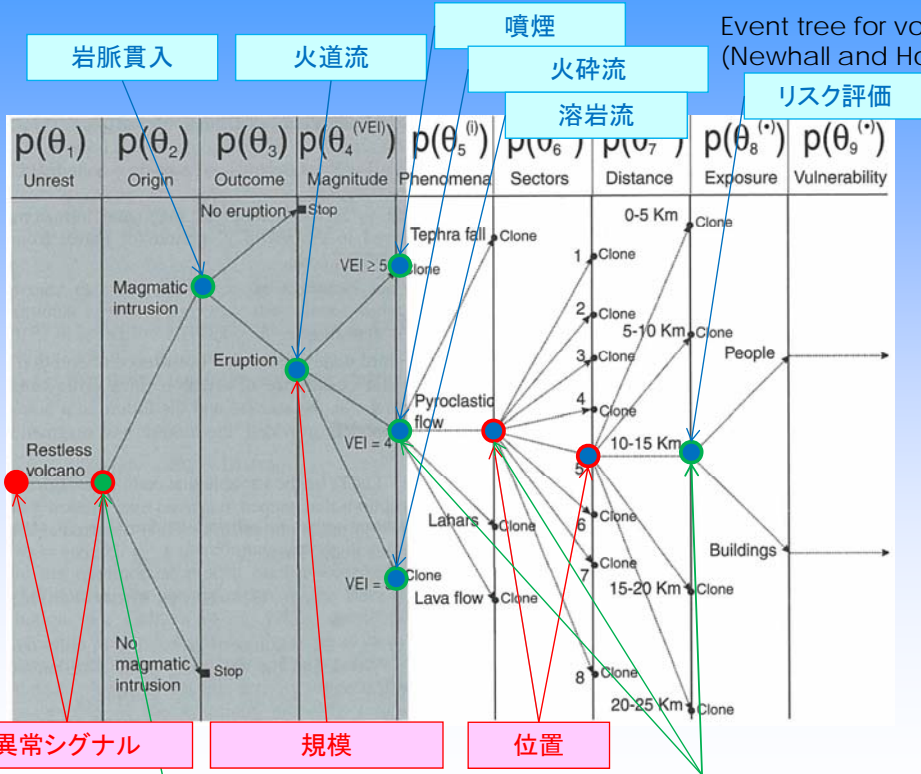 噴煙
Event tree for vo
(Newhall and Ho
岩脈貫入
火道流
火砕流
溶岩流
リスク評価
p(θ1)
p(θ2)
p(θ3)
p(θ4(VEI))
p(θ5(i))
p(θ6
p(θ7
p(θ8(•))
p(θ9(•))
Unrest
Origin
Outcome
Magnitude
Phenomena
Sectors
Distance
Exposure
Vulnerability
No eruption
Stop
0-5 Km
Clone
Tephra fall
Clone
1
Clone
VEI ≥ 5
Clone
Magmatic
intrusion
2
Clone
5-10 Km
Clone
Eruption
3
Clone
People
Pyroclastic
flow
4
Clone
VEI = 4
10-15 Km
Restless
volcano
5
Lahars
Clone
6
Clone
Buildings
7
Clone
VEI =
Clone
Lava flow
Clone
15-20 Km
Clone
No
magmatic
intrusion
Stop
8
Clone
20-25 Km
Clone
異常シグナル
規模
位置